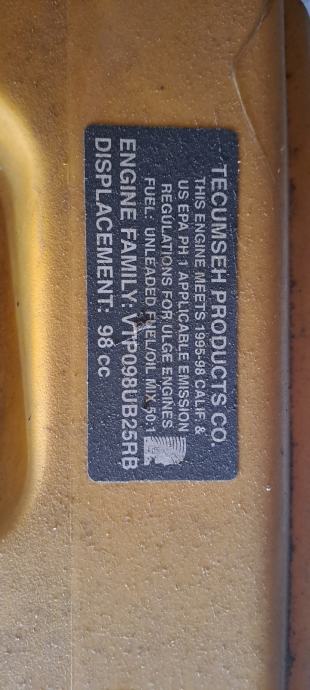 TECUMSEH PRODUCTS CO.
THIS ENGINE MEETS 1995-98 CALIF. &
US EPA PH 1 APPLICABLE EMISSION
REGULATIONS FOR ULGE ENGINES
FUEL: UNLEADED FUEL/OIL MIX 50:1
ENGINE FAMILY: VTP098UB25RB
DISPLACEMENT: 98 cc